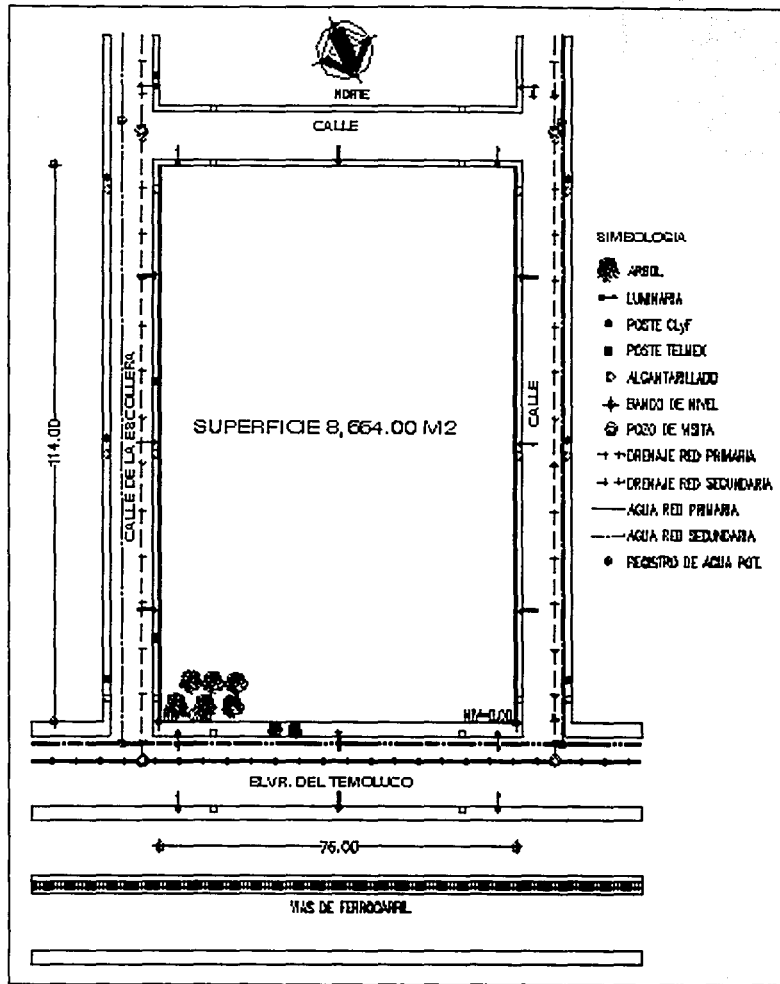 NORTE
CALLE
114.00
CALLE DE LA ESCOLLERA
SUPERFICIE 8,664.00 M2
CALLE
SIMBOLOGIA
ARBOL
LUMINARIA
POSTE CLyF
POSTE TELMEX
ALCANTARILLADO
BANCO DE NIVEL
POZO DE VISITA
DRENAJE RED PRIMARIA
DRENAJE RED SECUNDARIA
AGUA RED PRIMARIA
AGUA RED SECUNDARIA
REGISTRO DE AGUA POT.
BLVR. DEL TEMOLUCO
76.00
VIAS DE FERROCARRIL